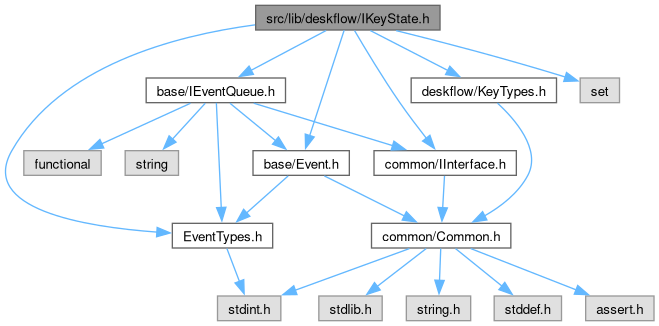 src/lib/deskflow/IKeyState.h
base/IEventQueue.h
deskflow/KeyTypes.h
set
functional
string
base/Event.h
common/IInterface.h
EventTypes.h
common/Common.h
stdint.h
stdlib.h
string.h
stddef.h
assert.h